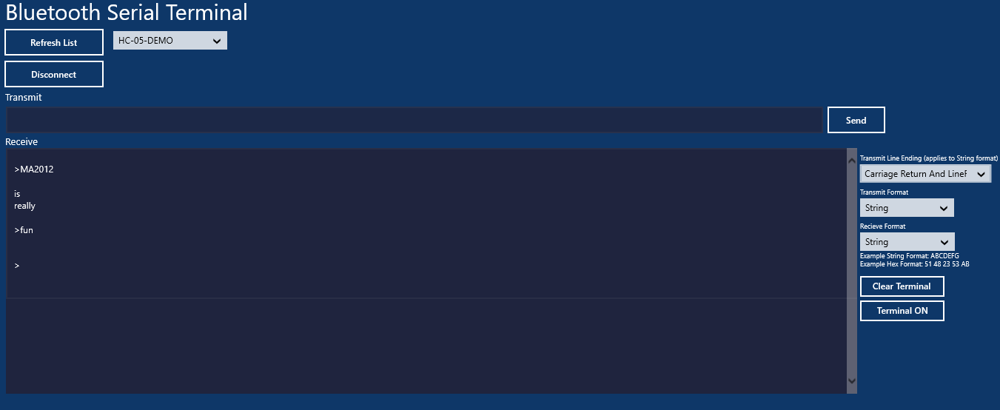 Bluetooth Serial Terminal
Refresh List
HC-05-DEMO
Disconnect
Transmit
Send
Receive
>MA2012
is
really
>fun
>
Transmit Line Ending (applies to String format)
Carriage Return And LineF
Transmit Format
String
Recieve Format
String
Example String Format: ABCDEFG
Example Hex Format: 51 48 23 53 AB
Clear Terminal
Terminal ON